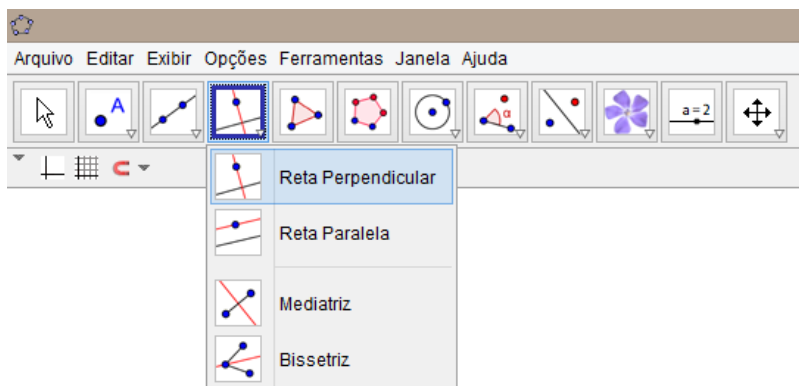 Arquivo Editar Exibir Opções Ferramentas Janela Ajuda
A α a=2
Reta Perpendicular
Reta Paralela
Mediatriz
Bissetriz